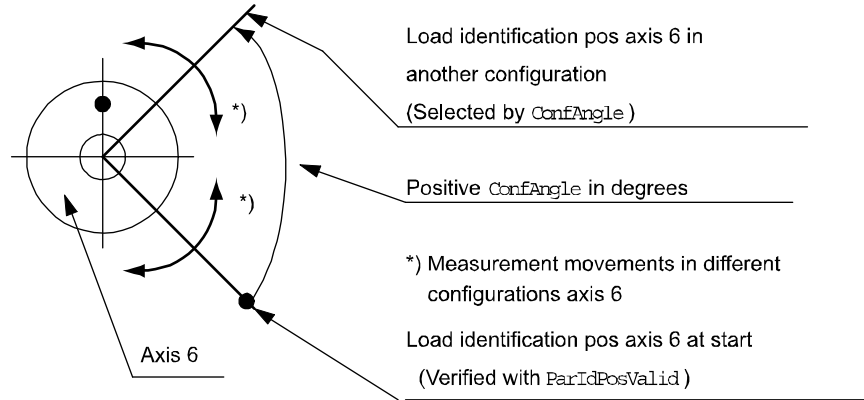 Load identification pos axis 6 in
another configuration
(Selected by ConfAngle)
*)
Positive ConfAngle in degrees
*)
*) Measurement movements in different
configurations axis 6
Load identification pos axis 6 at start
Axis 6
(Verified with ParIdPosValid)